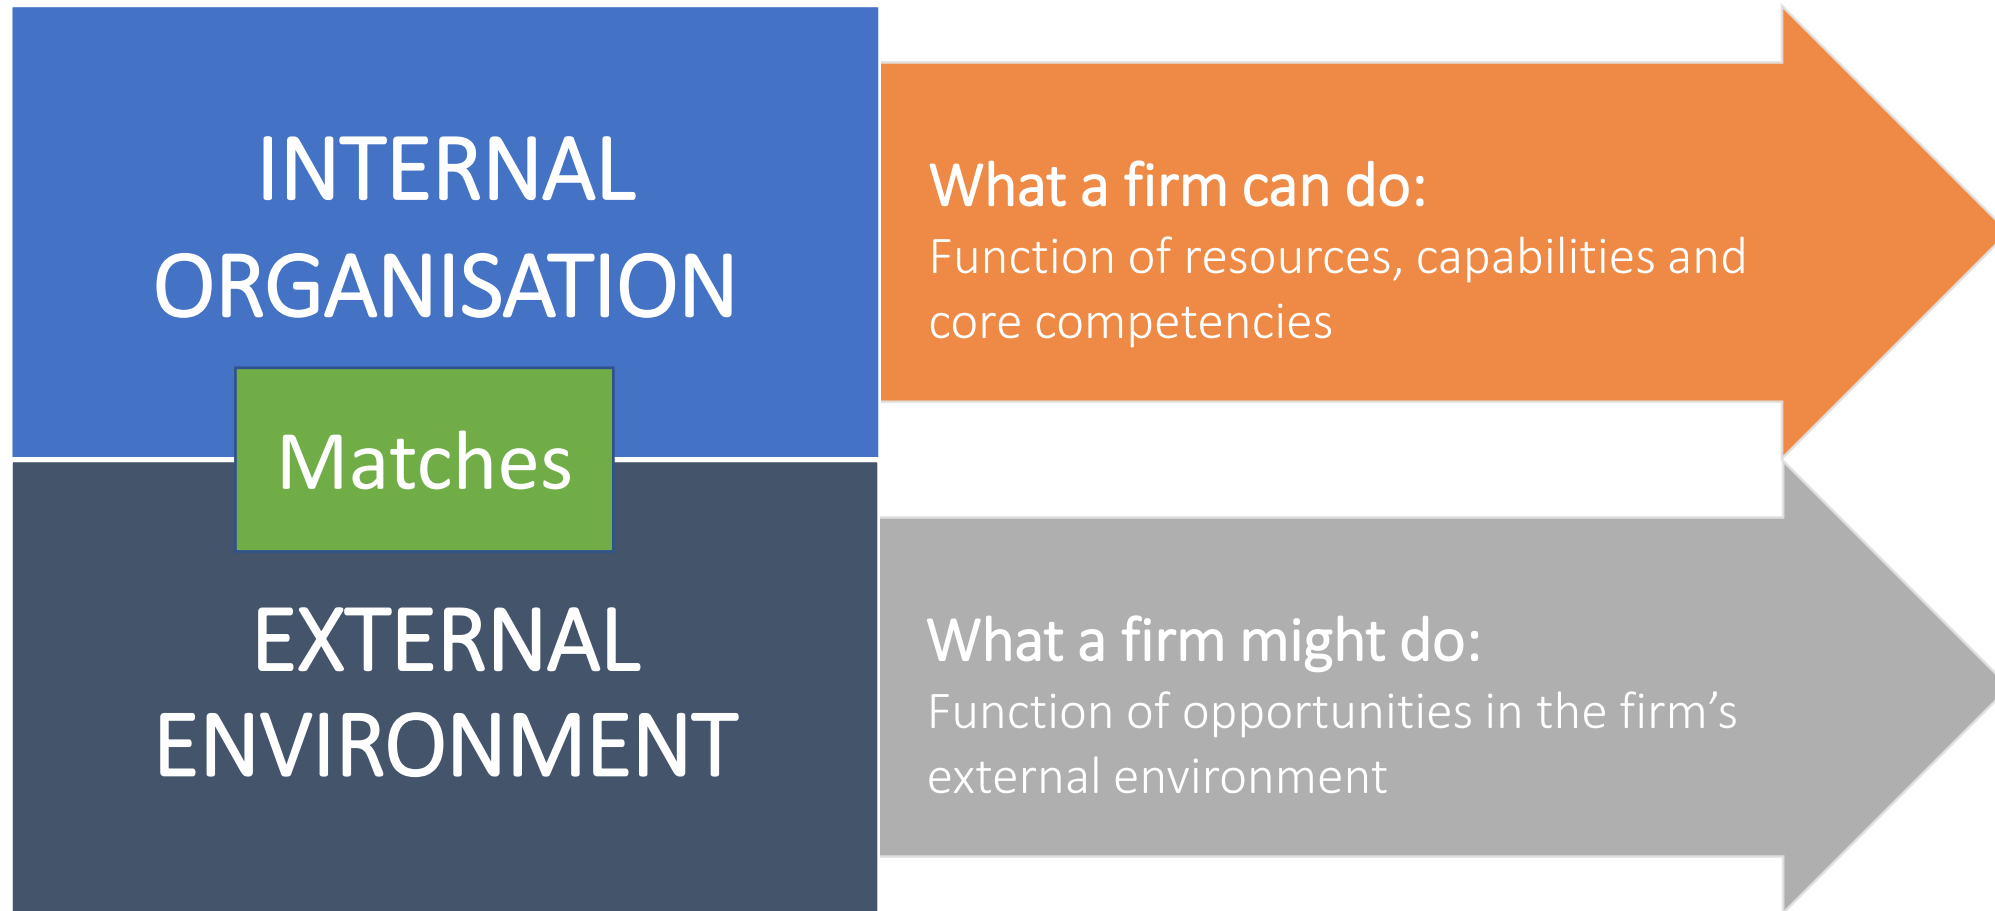 INTERNAL
ORGANISATION
What a firm can do:
Function of resources, capabilities and
core competencies
Matches
EXTERNAL
ENVIRONMENT
What a firm might do:
Function of opportunities in the firm’s
external environment